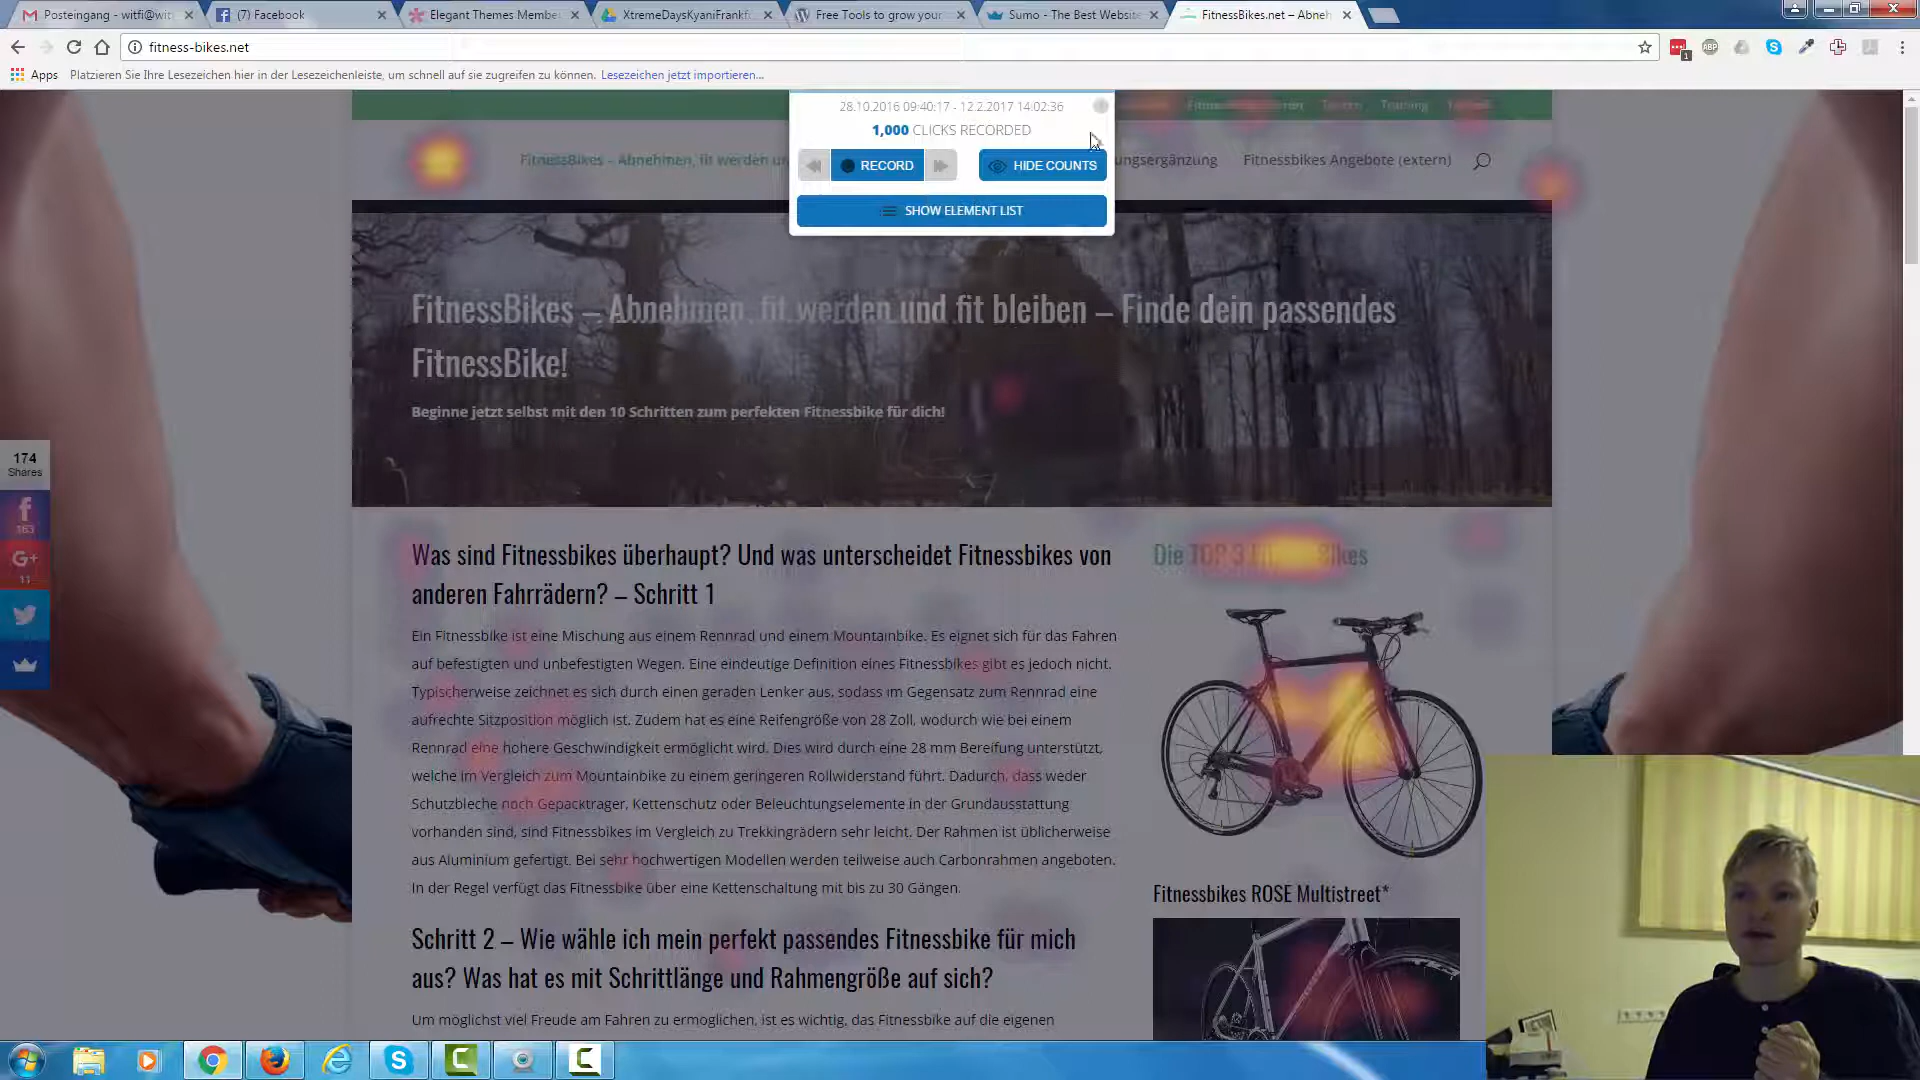 Posteingang - witfi@wit
(7) Facebook
Elegant Themes Membe
XtremeDaysKyaniFrankf
Free Tools to grow your
Sumo - The Best Website
FitnessBikes.net – Abneh
fitness-bikes.net
Apps
Platzieren Sie Ihre Lesezeichen hier in der Lesezeichenleiste, um schnell auf sie zugreifen zu können. Lesezeichen jetzt importieren...
28.10.2016 09:40:17 - 12.2.2017 14:02:36
1,000 CLICKS RECORDED
RECORD
HIDE COUNTS
SHOW ELEMENT LIST
Training
FitnessBikes – Abnehmen, fit werden un
ungsergänzung
Fitnessbikes Angebote (extern)
FitnessBikes – Abnehmen, fit werden und fit bleiben – Finde dein passendes
FitnessBike!
Beginne jetzt selbst mit den 10 Schritten zum perfekten Fitnessbike für dich!
174
Shares
163
G+
11
Was sind Fitnessbikes überhaupt? Und was unterscheidet Fitnessbikes von
anderen Fahrrädern? – Schritt 1
Ein Fitnessbike ist eine Mischung aus einem Rennrad und einem Mountainbike. Es eignet sich für das Fahren
auf befestigten und unbefestigten Wegen. Eine eindeutige Definition eines Fitnessbikes gibt es jedoch nicht.
Typischerweise zeichnet es sich durch einen geraden Lenker aus, sodass im Gegensatz zum Rennrad eine
aufrechte Sitzposition möglich ist. Zudem hat es eine Reifengröße von 28 Zoll, wodurch wie bei einem
Rennrad eine höhere Geschwindigkeit ermöglicht wird. Dies wird durch eine 28 mm Bereifung unterstützt,
welche im Vergleich zum Mountainbike zu einem geringeren Rollwiderstand führt. Dadurch, dass weder
Schutzbleche noch Gepäckträger, Kettenschutz oder Beleuchtungselemente in der Grundausstattung
vorhanden sind, sind Fitnessbikes im Vergleich zu Trekkingrädern sehr leicht. Der Rahmen ist üblicherweise
aus Aluminium gefertigt. Bei sehr hochwertigen Modellen werden teilweise auch Carbonrahmen angeboten.
In der Regel verfügt das Fitnessbike über eine Kettenschaltung mit bis zu 30 Gängen.
Schritt 2 – Wie wähle ich mein perfekt passendes Fitnessbike für mich
aus? Was hat es mit Schrittlänge und Rahmengröße auf sich?
Um möglichst viel Freude am Fahren zu ermöglichen, ist es wichtig, das Fitnessbike auf die eigenen
Die TOP 3 Fitnessbikes
Fitnessbikes ROSE Multistreet*